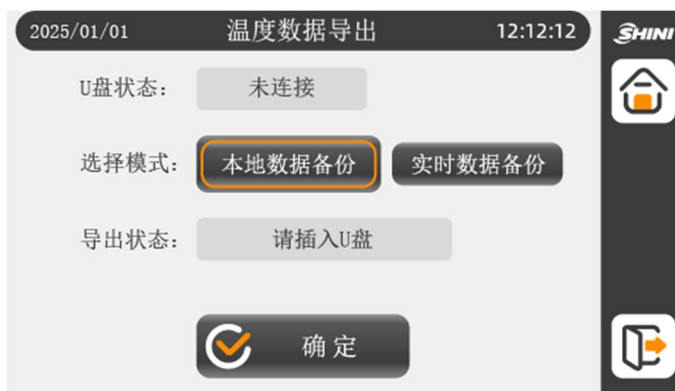 2025/01/01 温度数据导出 12:12:12 SHINI
U盘状态： 未连接
选择模式： 本地数据备份 实时数据备份
导出状态： 请插入U盘
确定